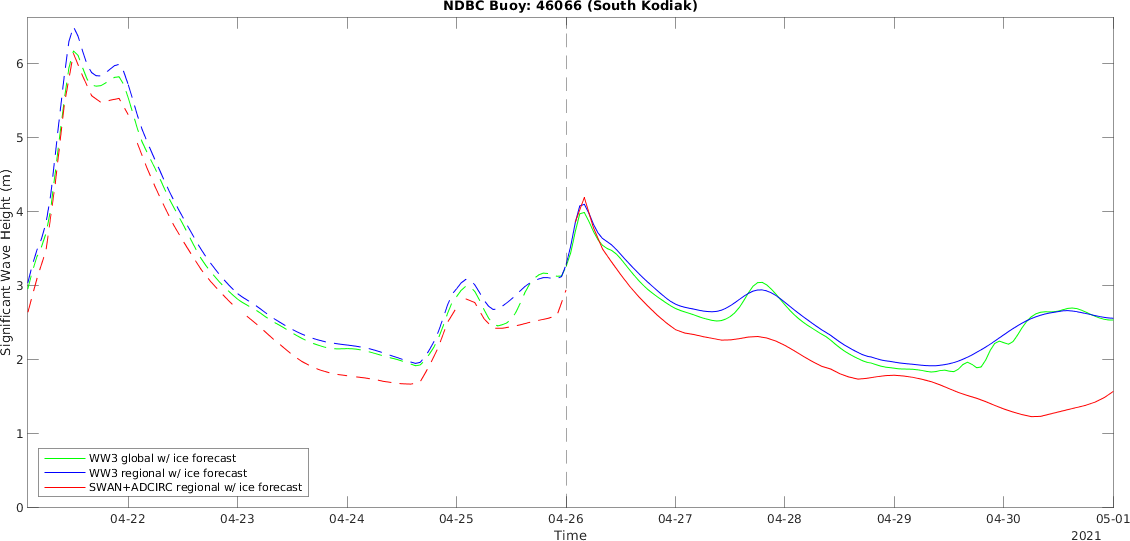 NDBC Buoy: 46066 (South Kodiak)
Significant Wave Height (m)
6
5
4
3
2
1
0
WW3 global w/ ice forecast
WW3 regional w/ ice forecast
SWAN+ADCIRC regional w/ ice forecast
04-22 04-23 04-24 04-25 04-26 04-27 04-28 04-29 04-30 05-01
Time
2021